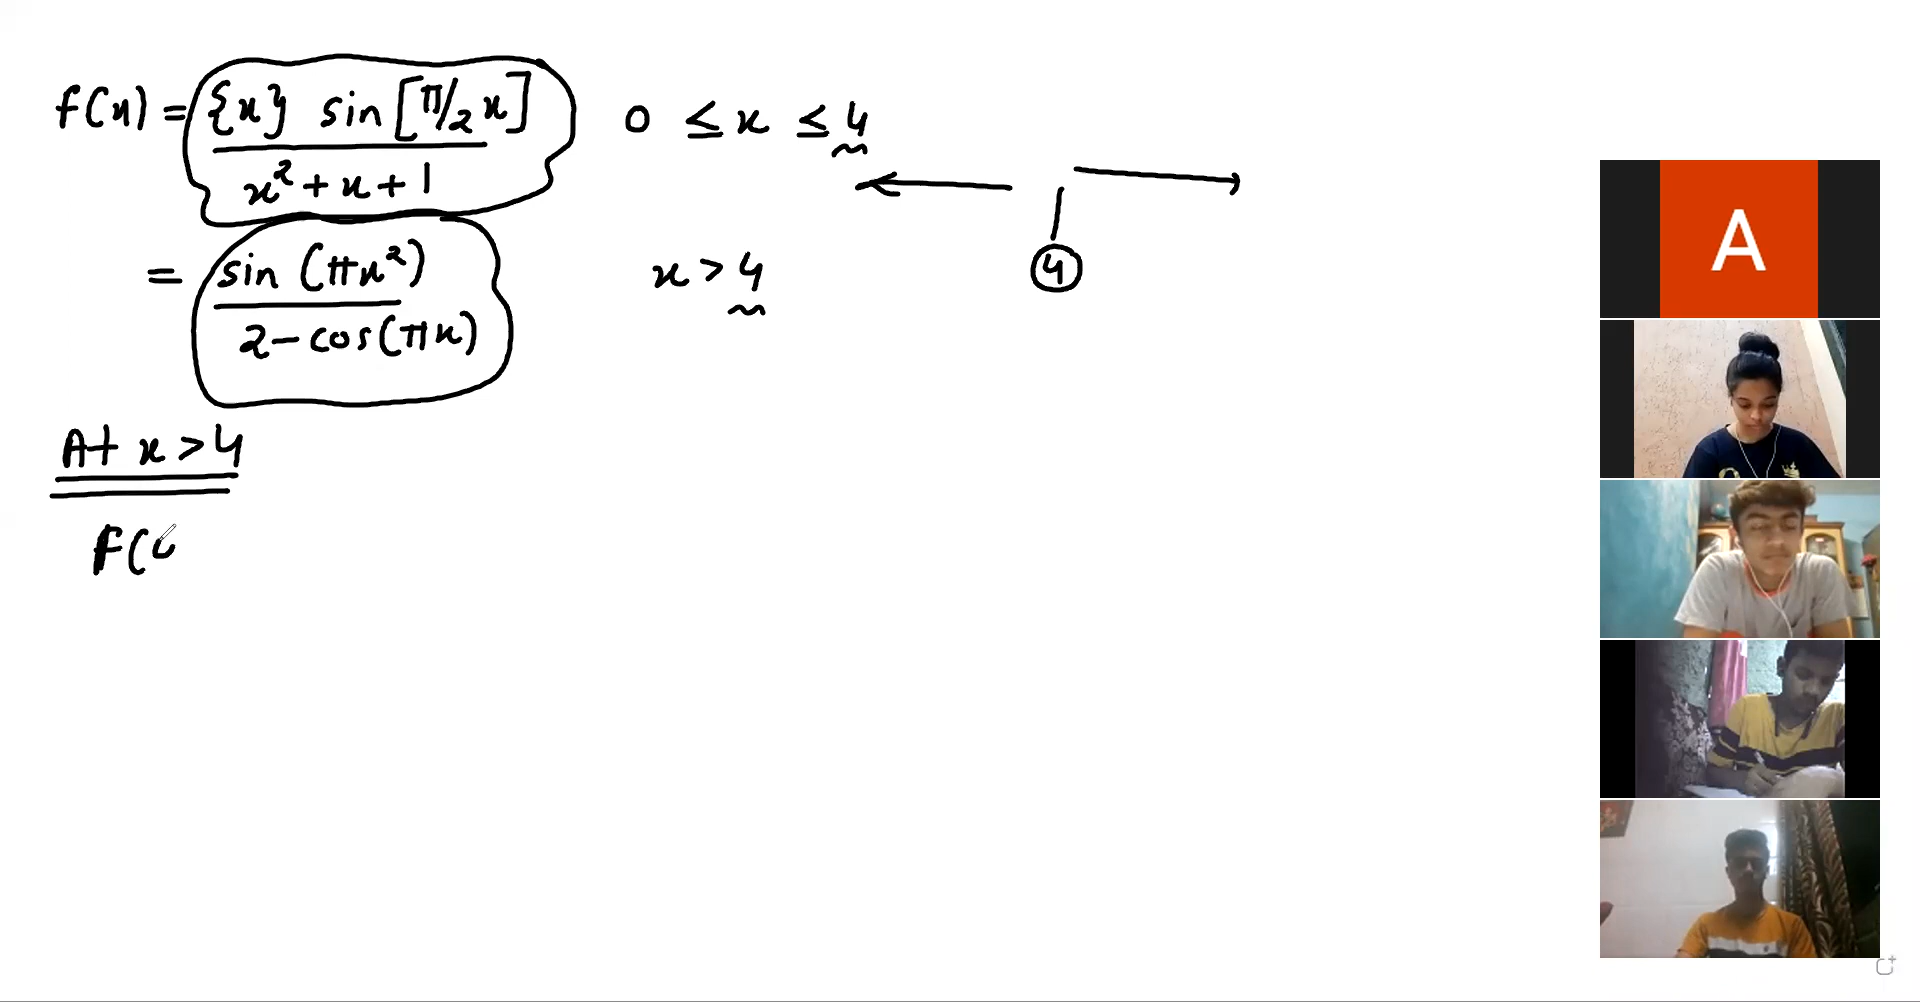 f(x) = {x} sin [π/2 x] / x² + x + 1    0 ≤ x ≤ 4
= sin (πx²) / 2 - cos(πx)    x > 4
4
At x > 4
F(
A